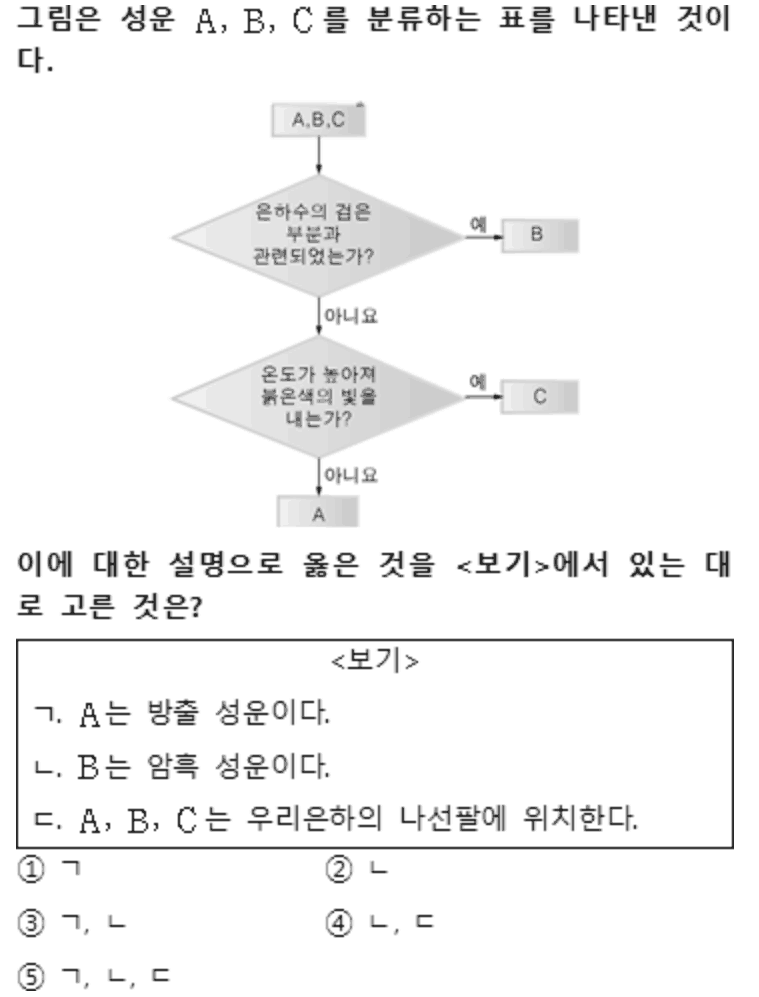 그림은 성운 A, B, C를 분류하는 표를 나타낸 것이
다.
A,B,C
은하수의 검은
부분과
관련되었는가?
예
B
아니요
온도가 높아져
붉은색의 빛을
내는가?
예
C
아니요
A
이에 대한 설명으로 옳은 것을 <보기>에서 있는 대
로 고른 것은?
<보기>
ㄱ. A는 방출 성운이다.
ㄴ. B는 암흑 성운이다.
ㄷ. A, B, C는 우리은하의 나선팔에 위치한다.
① ㄱ ② ㄴ
③ ㄱ, ㄴ ④ ㄴ, ㄷ
⑤ ㄱ, ㄴ, ㄷ